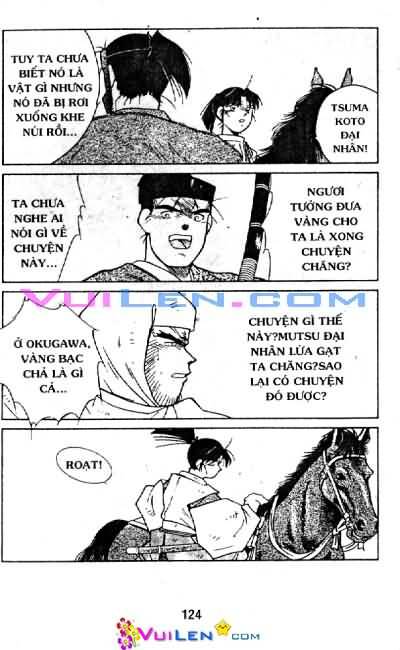 TUY TA CHƯA
BIẾT NÓ LÀ
VẬT GÌ NHƯNG
NÓ ĐÃ BỊ RƠI
XUỐNG KHE
NÚI RỒI...
TSUMA
KOTO
ĐẠI
NHÂN!
TA CHƯA
NGHE AI
NÓI GÌ VỀ
CHUYỆN
NÀY...
NGƯƠI
TƯỞNG ĐƯA
VÀNG CHO
TA LÀ XONG
CHUYỆN
CHĂNG?
VUILEN.COM
Ở OKUGAWA,
VÀNG BẠC
CHẢ LÀ GÌ
CẢ...
CHUYỆN GÌ THẾ
NÀY?MUTSU ĐẠI
NHÂN LỪA GẠT
TA CHĂNG?SAO
LẠI CÓ CHUYỆN
ĐÓ ĐƯỢC?
ROẠT!
124
VUILEN.COM